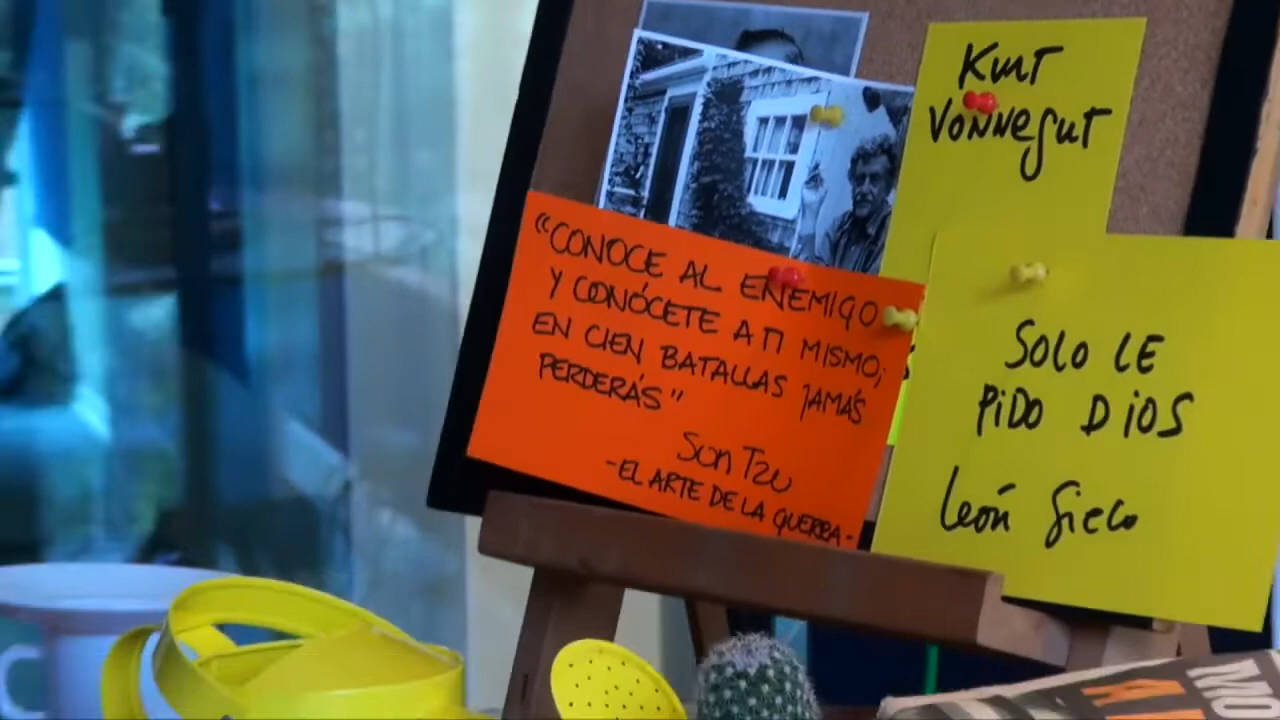 Kurt
Vonnegut
"CONOCE AL ENEMIGO
Y CONÓCETE A TI MISMO;
EN CIEN BATALLAS JAMÁS
PERDERÁS"
Sun Tzu
-EL ARTE DE LA GUERRA-
SOLO LE
PiDO A DiOS
León Gieco
MO